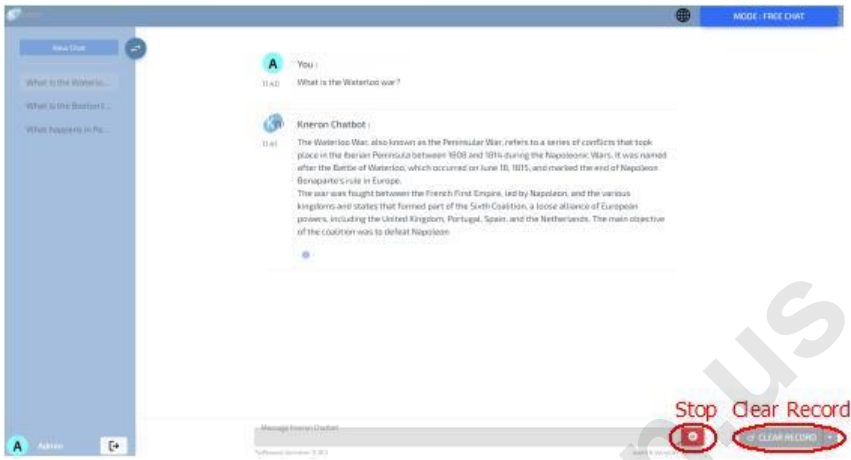 MODE : FREE CHAT
New Chat
What is the Waterlo...
What is the Boston t...
What happens in Pa...
A
You :
11:40
What is the Waterloo war?
Kneron Chatbot :
11:41
The Waterloo War, also known as the Peninsular War, refers to a series of conflicts that took
place in the Iberian Peninsula between 1808 and 1814 during the Napoleonic Wars. It was named
after the Battle of Waterloo, which occurred on June 18, 1815, and marked the end of Napoleon
Bonaparte's rule in Europe.
The war was fought between the French First Empire, led by Napoleon, and the various
kingdoms and states that formed part of the Sixth Coalition, a loose alliance of European
powers, including the United Kingdom, Portugal, Spain, and the Netherlands. The main objective
of the coalition was to defeat Napoleon
Stop
Clear Record
Message Kneron Chatbot
CLEAR RECORD
A
Admin